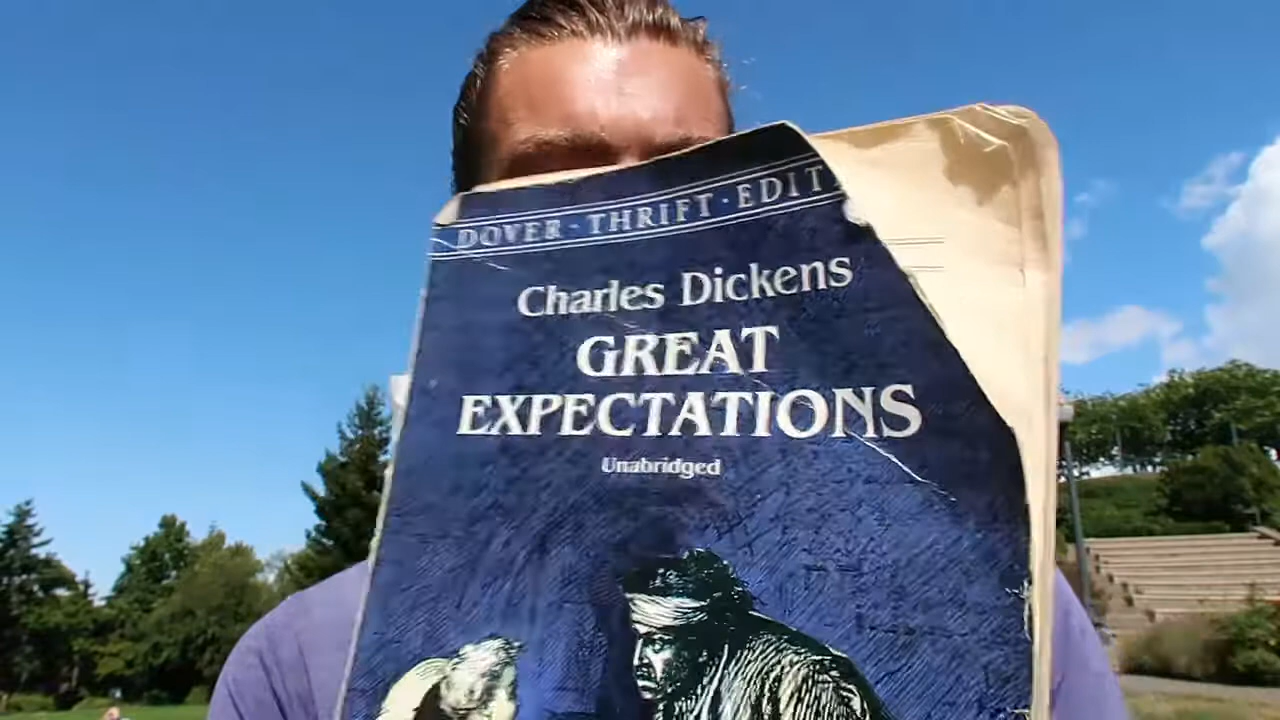 DOVER · THRIFT · EDIT
Charles Dickens
GREAT
EXPECTATIONS
Unabridged